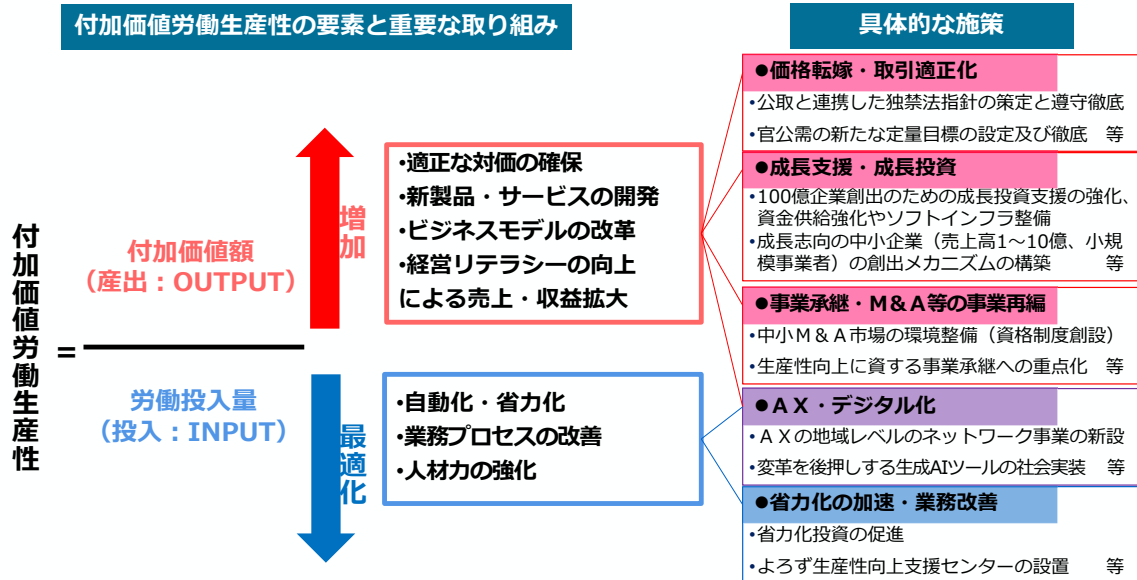 付加価値労働生産性の要素と重要な取り組み
具体的な施策
付加価値労働生産性
=
付加価値額
（産出：OUTPUT）
労働投入量
（投入：INPUT）
増加
最適化
・適正な対価の確保
・新製品・サービスの開発
・ビジネスモデルの改革
・経営リテラシーの向上
による売上・収益拡大
・自動化・省力化
・業務プロセスの改善
・人材力の強化
●価格転嫁・取引適正化
・公取と連携した独禁法指針の策定と遵守徹底
・官公需の新たな定量目標の設定及び徹底　等
●成長支援・成長投資
・100億企業創出のための成長投資支援の強化、
資金供給強化やソフトインフラ整備
・成長志向の中小企業（売上高1～10億、小規
模事業者）の創出メカニズムの構築　　等
●事業承継・M＆A等の事業再編
・中小M＆A市場の環境整備（資格制度創設）
・生産性向上に資する事業承継への重点化　等
●ＡＸ・デジタル化
・ＡＸの地域レベルのネットワーク事業の新設
・変革を後押しする生成AIツールの社会実装　等
●省力化の加速・業務改善
・省力化投資の促進
・よろず生産性向上支援センターの設置　　等